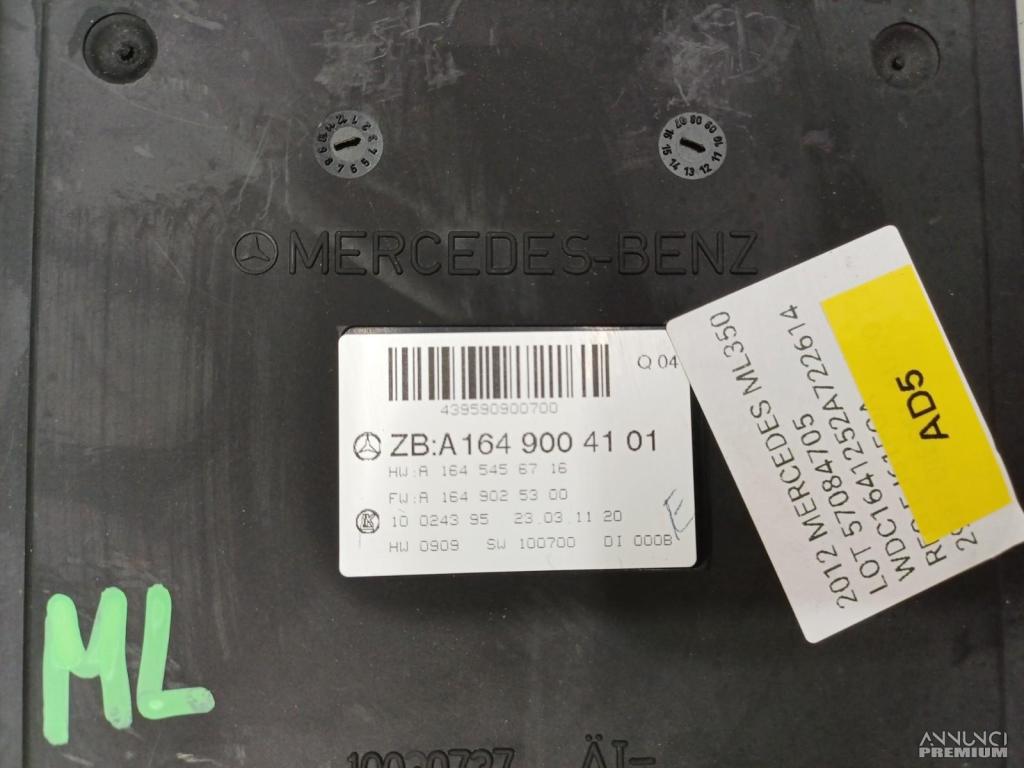 MERCEDES-BENZ
Q 04
439590900700
ZB:A 164 900 41 01
HW:A 164 545 67 16
FW:A 164 902 53 00
10 0243 95 23.03.11 20
HW 0909 SW 100700 DI 000B
E
2012 MERCEDES ML350
LOT 57084705
WDC1641252A722614
AD5
ML
ÄI-
ANNUNCI
PREMIUM